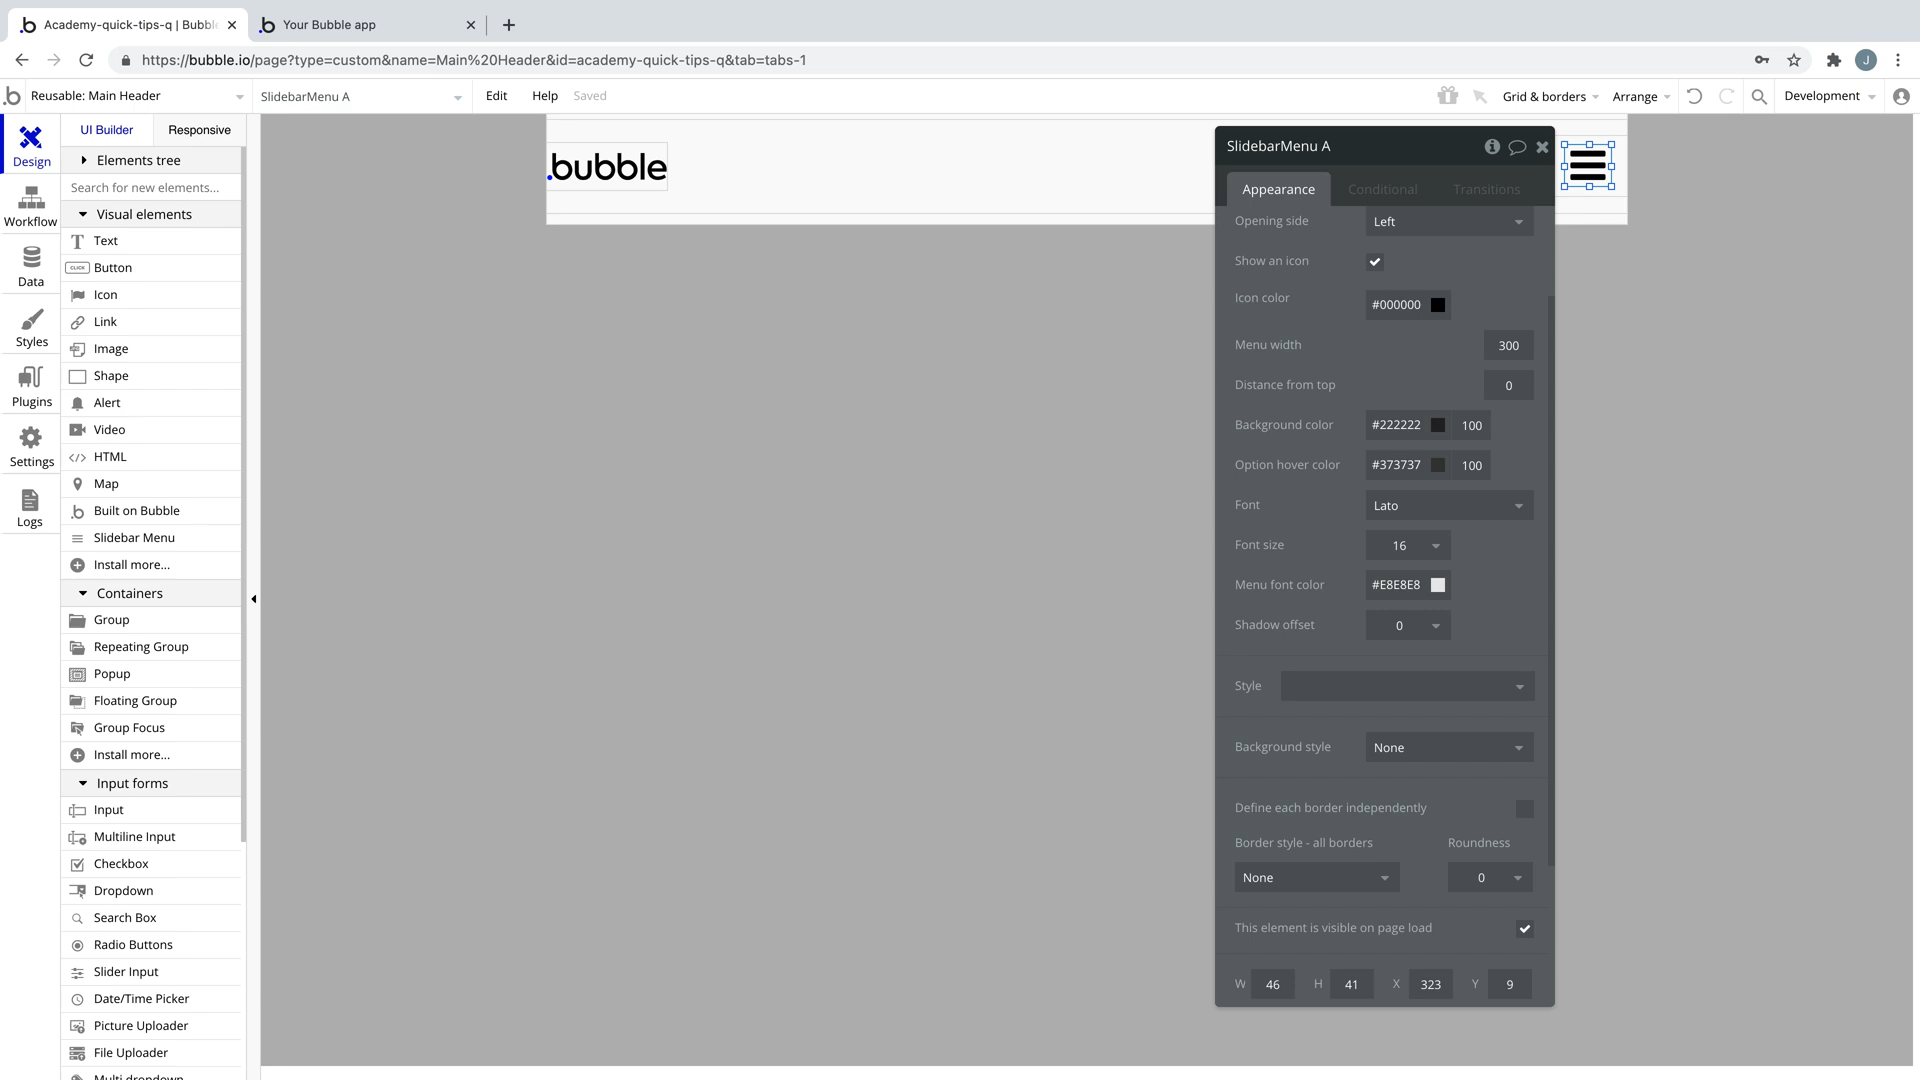 Academy-quick-tips-q | Bubbl
Your Bubble app
https://bubble.io/page?type=custom&name=Main%20Header&id=academy-quick-tips-q&tab=tabs-1
J
Reusable: Main Header
SlidebarMenu A
Edit
Help
Saved
Grid & borders
Arrange
Development
Design
Workflow
Data
Styles
Plugins
Settings
Logs
UI Builder
Responsive
Elements tree
Search for new elements...
Visual elements
Text
CLICK
Button
Icon
Link
Image
Shape
Alert
Video
HTML
Map
Built on Bubble
Slidebar Menu
Install more...
Containers
Group
Repeating Group
Popup
Floating Group
Group Focus
Install more...
Input forms
Input
Multiline Input
Checkbox
Dropdown
Search Box
Radio Buttons
Slider Input
Date/Time Picker
Picture Uploader
File Uploader
Multi dropdown
.bubble
SlidebarMenu A
Appearance
Conditional
Transitions
Opening side
Left
Show an icon
Icon color
#000000
Menu width
300
Distance from top
0
Background color
#222222
100
Option hover color
#373737
100
Font
Lato
Font size
16
Menu font color
#E8E8E8
Shadow offset
0
Style
Background style
None
Define each border independently
Border style - all borders
Roundness
None
0
This element is visible on page load
W 46 H 41 X 323 Y 9